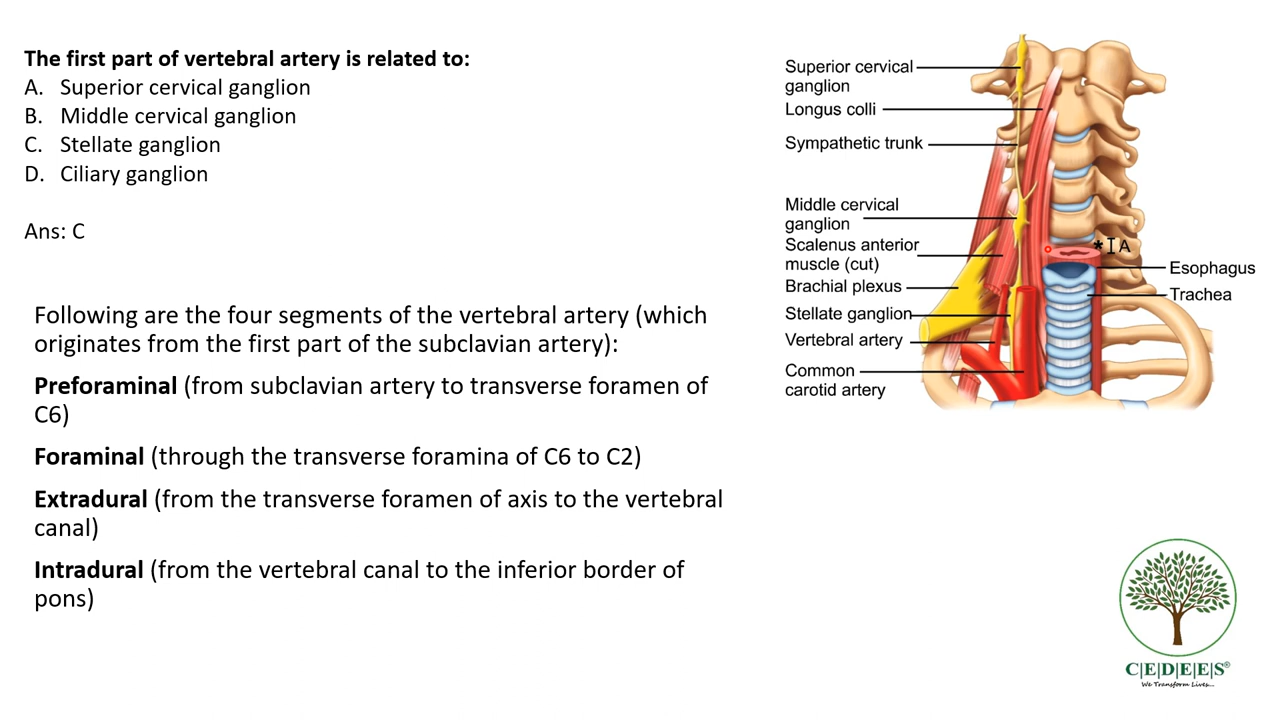 The first part of vertebral artery is related to:
A. Superior cervical ganglion
B. Middle cervical ganglion
C. Stellate ganglion
D. Ciliary ganglion
Ans: C
Following are the four segments of the vertebral artery (which
originates from the first part of the subclavian artery):
Preforaminal (from subclavian artery to transverse foramen of
C6)
Foraminal (through the transverse foramina of C6 to C2)
Extradural (from the transverse foramen of axis to the vertebral
canal)
Intradural (from the vertebral canal to the inferior border of
pons)
Superior cervical
ganglion
Longus colli
Sympathetic trunk
Middle cervical
ganglion
Scalenus anterior
muscle (cut)
Brachial plexus
Stellate ganglion
Vertebral artery
Common
carotid artery
* A
Esophagus
Trachea
C|E|D|E|E|S®
We Transform Lives...